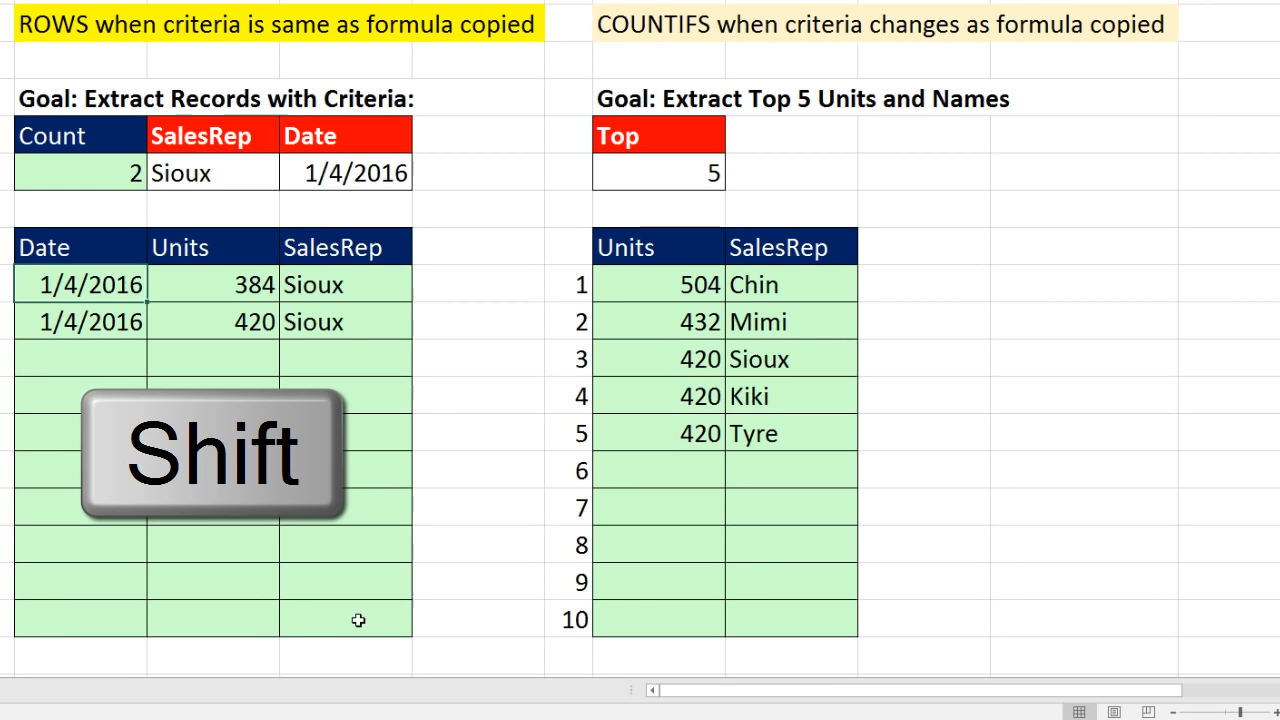 ROWS when criteria is same as formula copied
COUNTIFS when criteria changes as formula copied
Goal: Extract Records with Criteria:
Goal: Extract Top 5 Units and Names
Count SalesRep Date
Top
2 Sioux 1/4/2016
5
Date Units SalesRep
Units SalesRep
1/4/2016 384 Sioux
1 504 Chin
1/4/2016 420 Sioux
2 432 Mimi
3 420 Sioux
4 420 Kiki
5 420 Tyre
Shift
6
7
8
9
10